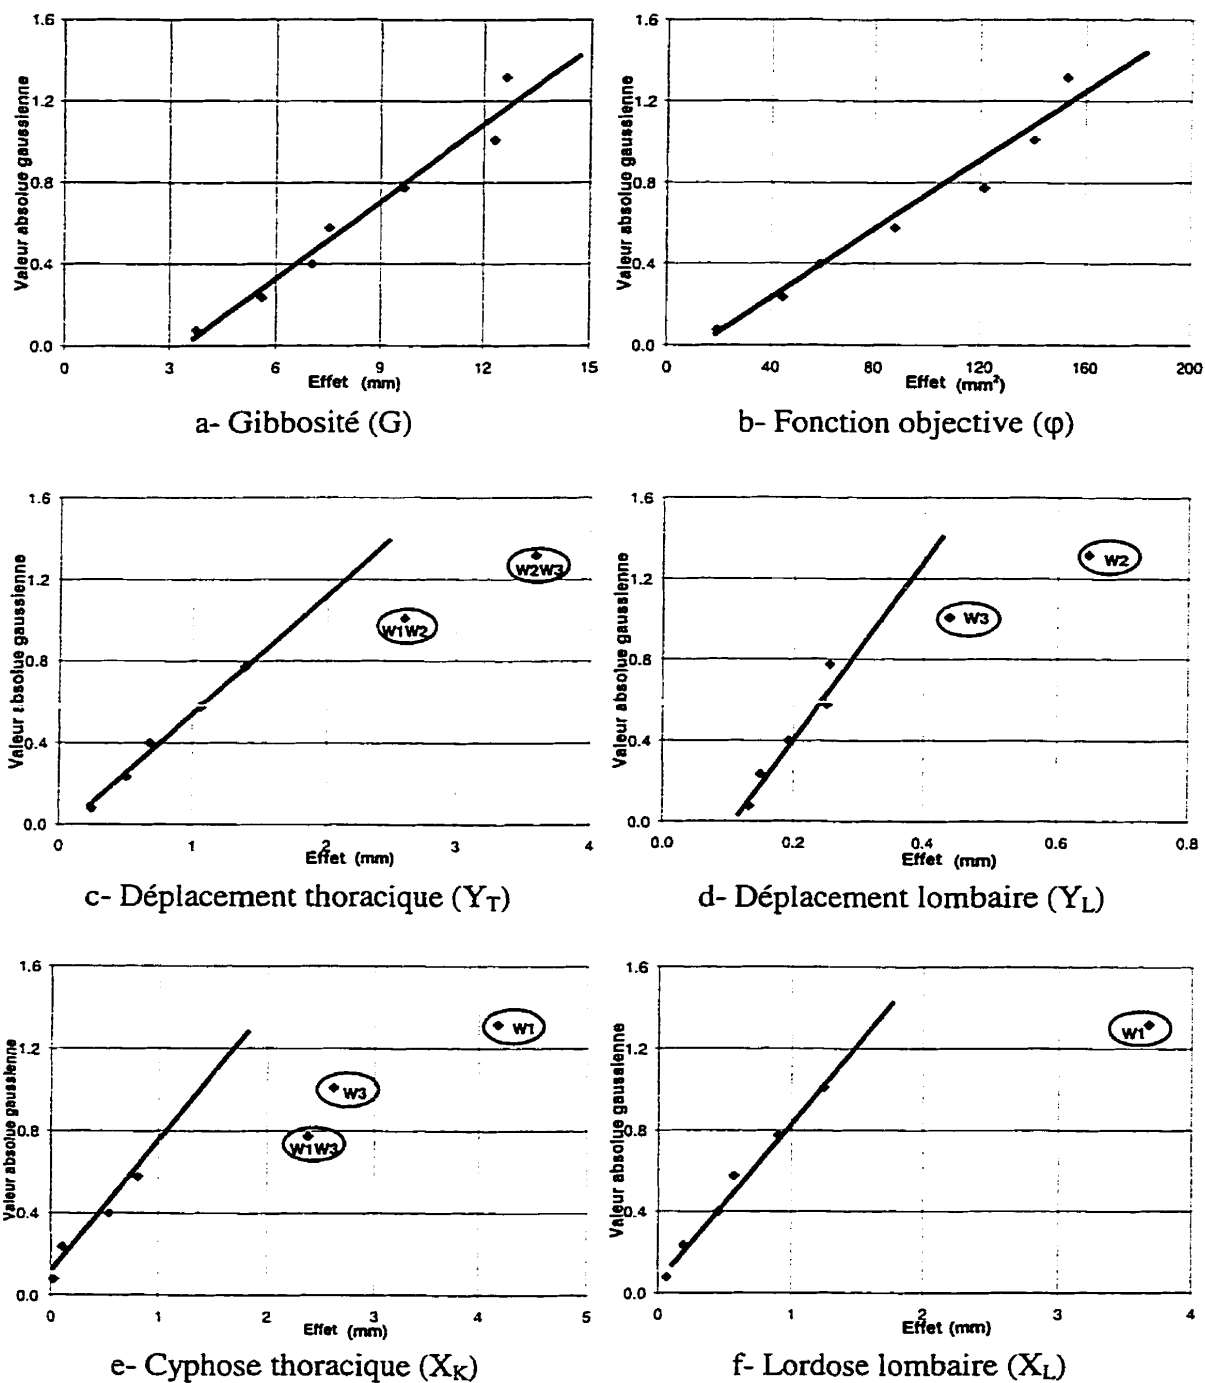 1.6
1.2
0.8
0.4
0.0
Valeur absolue gaussienne
0 3 6 9 12 15
Effet (mm)
a- Gibbosité (G)
1.6
1.2
0.8
0.4
0.0
Valeur absolue gaussienne
0 40 80 120 160 200
Effet (mm²)
b- Fonction objective (φ)
1.6
1.2
0.8
0.4
0.0
Valeur absolue gaussienne
W2W3
W1W2
0 1 2 3 4
Effet (mm)
c- Déplacement thoracique (Y_T)
1.6
1.2
0.8
0.4
0.0
Valeur absolue gaussienne
W2
W3
0.0 0.2 0.4 0.6 0.8
Effet (mm)
d- Déplacement lombaire (Y_L)
1.6
1.2
0.8
0.4
0.0
Valeur absolue gaussienne
W1
W3
W1W3
0 1 2 3 4 5
Effet (mm)
e- Cyphose thoracique (X_K)
1.6
1.2
0.8
0.4
0.0
Valeur absolue gaussienne
W1
0 1 2 3 4
Effet (mm)
f- Lordose lombaire (X_L)